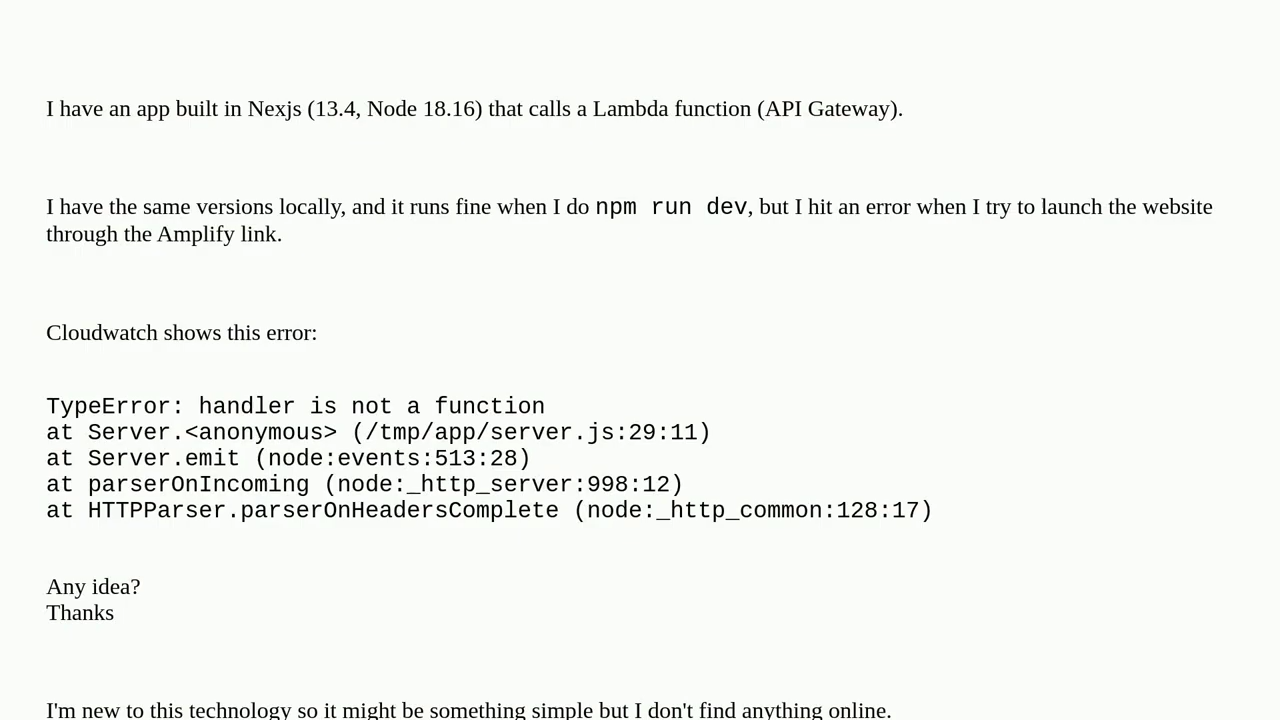 I have an app built in Nexjs (13.4, Node 18.16) that calls a Lambda function (API Gateway).
I have the same versions locally, and it runs fine when I do npm run dev, but I hit an error when I try to launch the website
through the Amplify link.
Cloudwatch shows this error:
TypeError: handler is not a function
at Server.<anonymous> (/tmp/app/server.js:29:11)
at Server.emit (node:events:513:28)
at parserOnIncoming (node:_http_server:998:12)
at HTTPParser.parserOnHeadersComplete (node:_http_common:128:17)
Any idea?
Thanks
I'm new to this technology so it might be something simple but I don't find anything online.